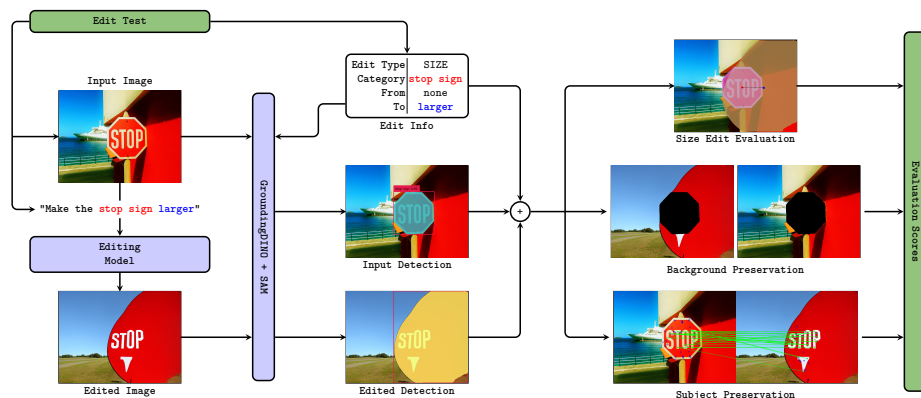 Edit Test
Input Image
STOP
"Make the stop sign larger"
Editing
Model
STOP
Edited Image
GroundingDINO + SAM
Edit Type SIZE
Category stop sign
From none
To larger
Edit Info
STOP
Input Detection
STOP
Edited Detection
+
STOP
Size Edit Evaluation
Background Preservation
STOP
STOP
Subject Preservation
Evaluation Scores